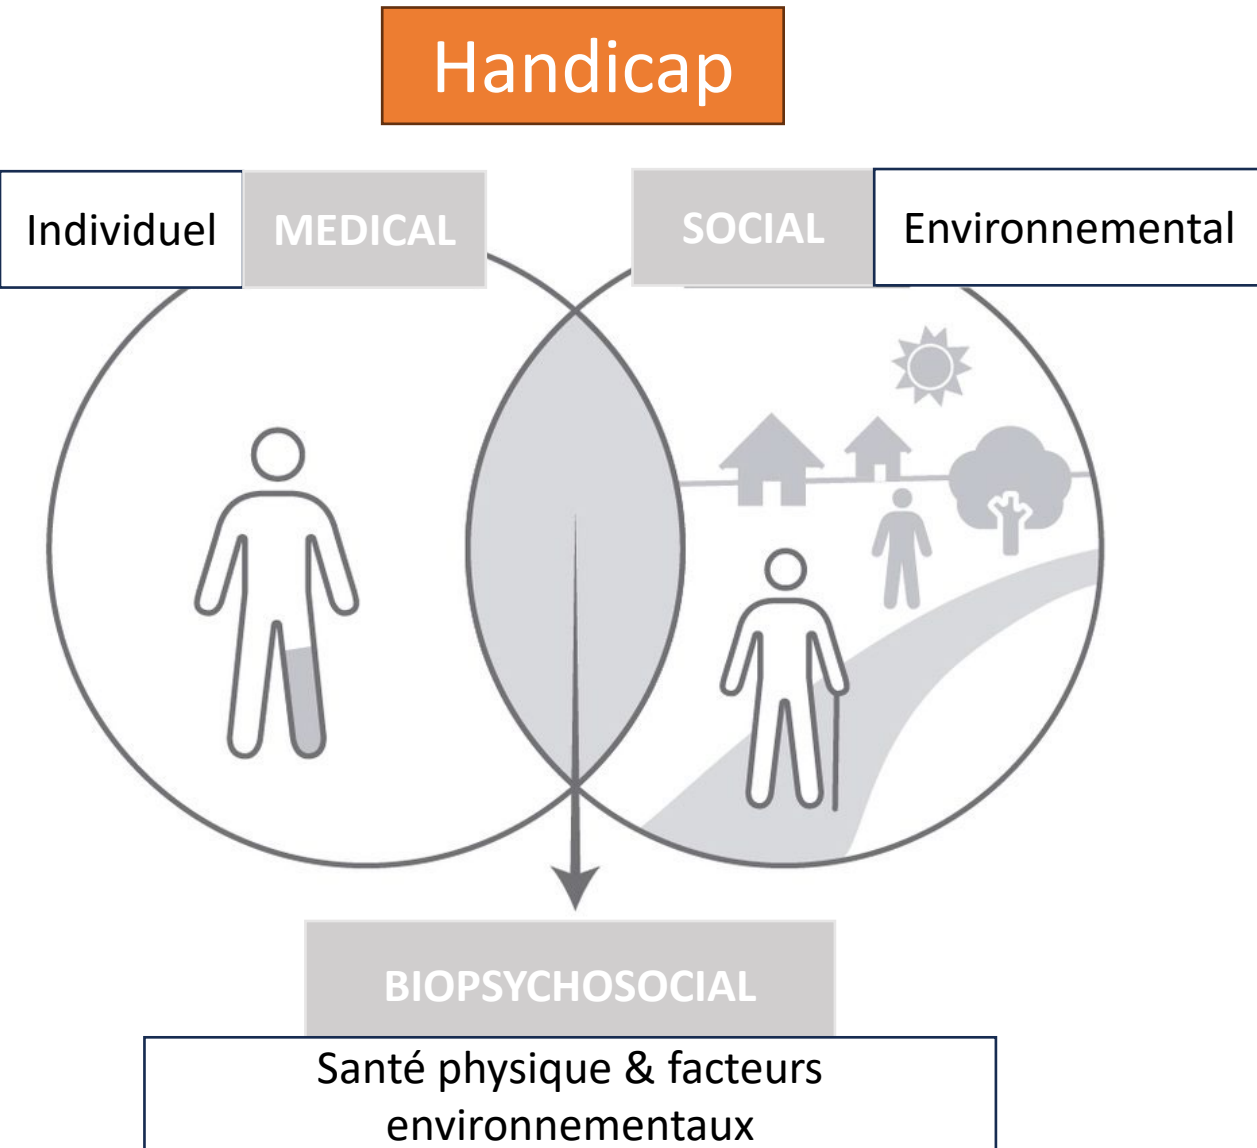 Handicap
Individuel
MEDICAL
SOCIAL
Environnemental
BIOPSYCHOSOCIAL
Santé physique & facteurs
environnementaux